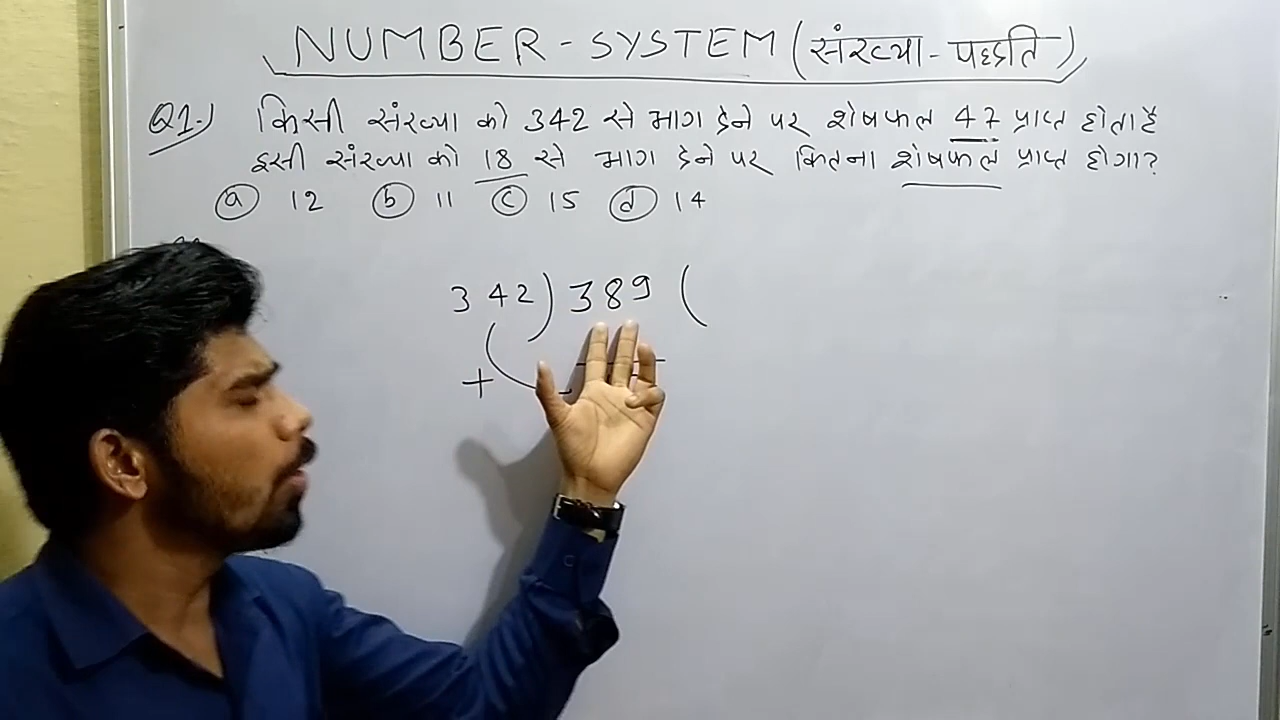 NUMBER - SYSTEM (संख्या - पद्धति)
Q1.) किसी संख्या को 342 से भाग देने पर शेषफल 47 प्राप्त होता है
इसी संख्या को 18 से भाग देने पर कितना शेषफल प्राप्त होगा?
(a) 12 (b) 11 (c) 15 (d) 14
342 ) 389 (
+